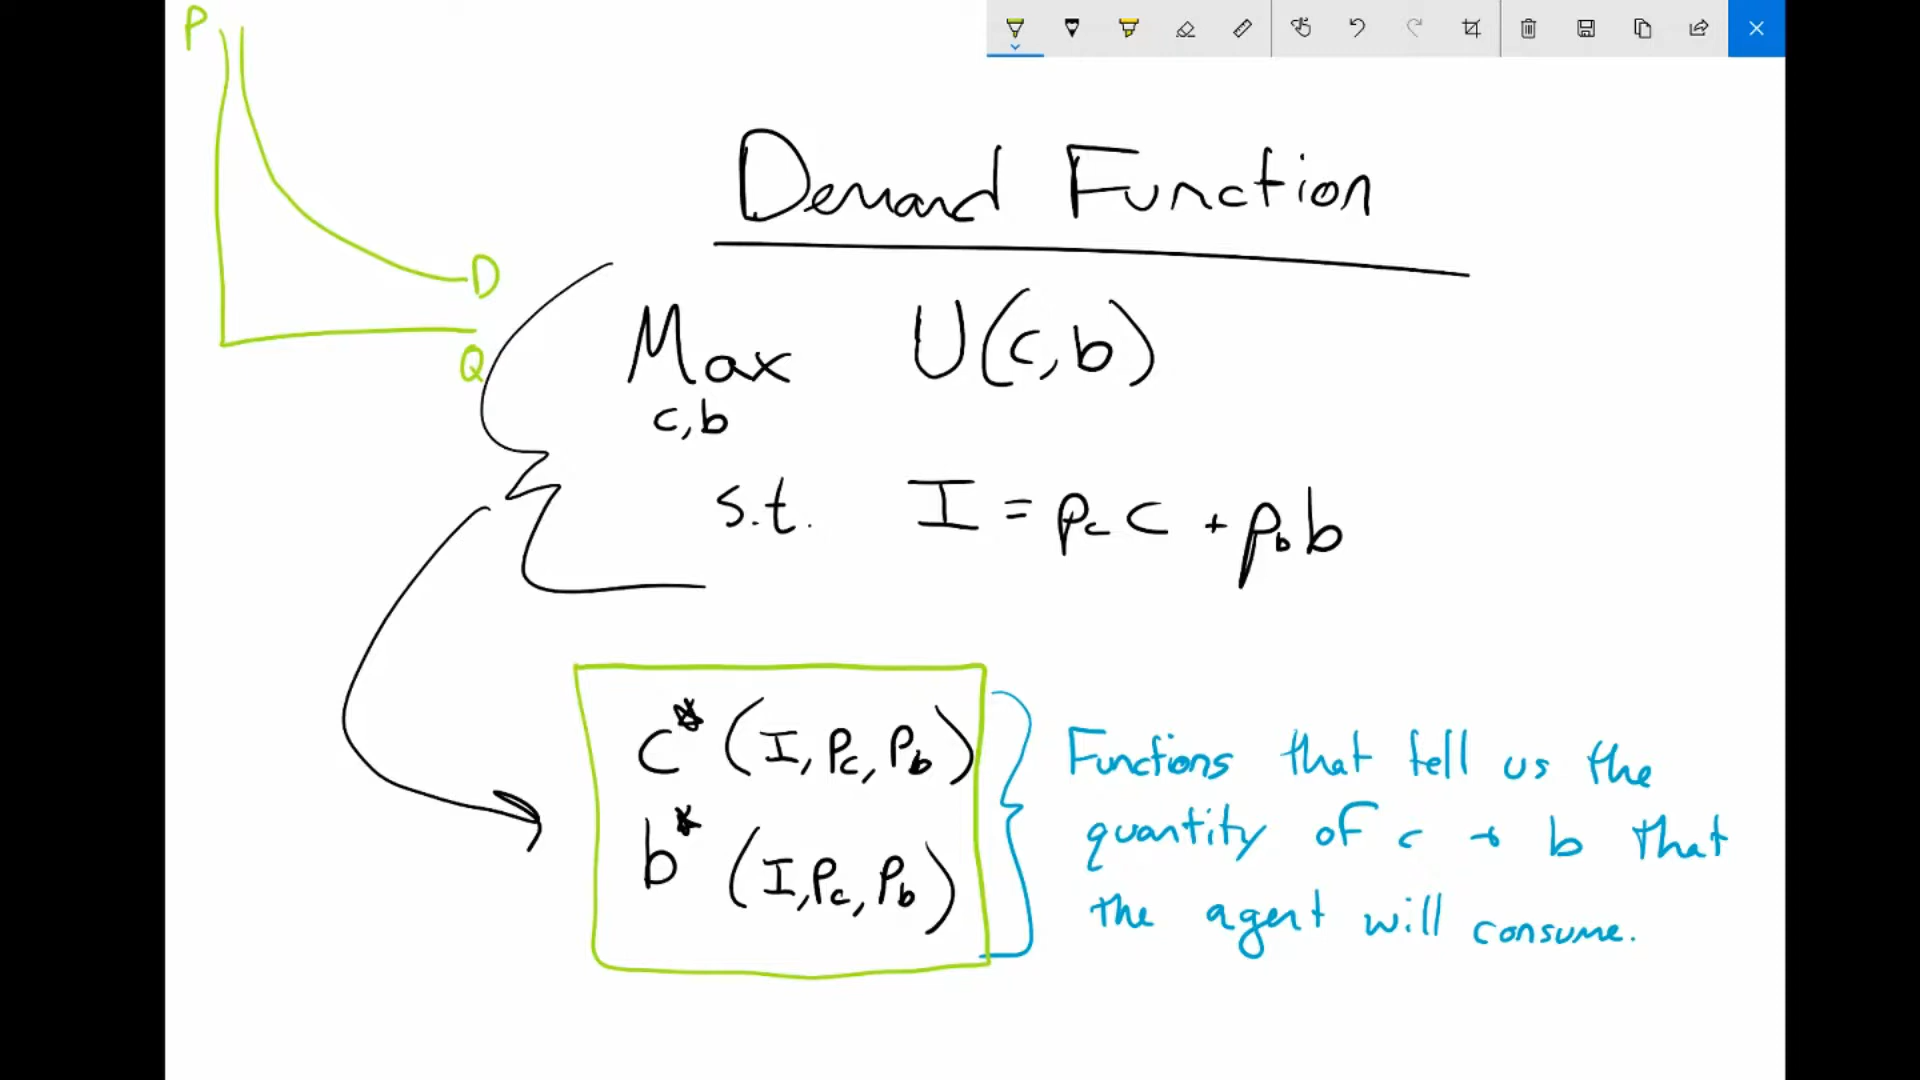 P
D
Q
Demand Function
Max U(c,b)
c,b
s.t. I = p_c c + p_b b
c* (I, P_c, P_b)
b* (I, P_c, P_b)
Functions that tell us the
quantity of c + b that
the agent will consume.